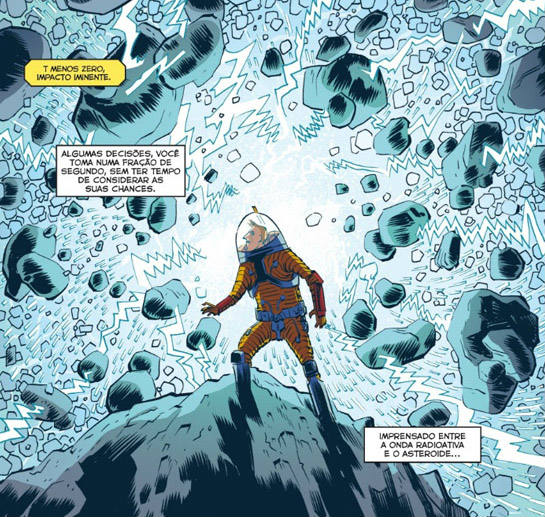 T MENOS ZERO,
IMPACTO IMINENTE.
ALGUMAS DECISÕES, VOCÊ
TOMA NUMA FRAÇÃO DE
SEGUNDO, SEM TER TEMPO
DE CONSIDERAR AS
SUAS CHANCES.
IMPRENSADO ENTRE
A ONDA RADIOATIVA
E O ASTEROIDE...